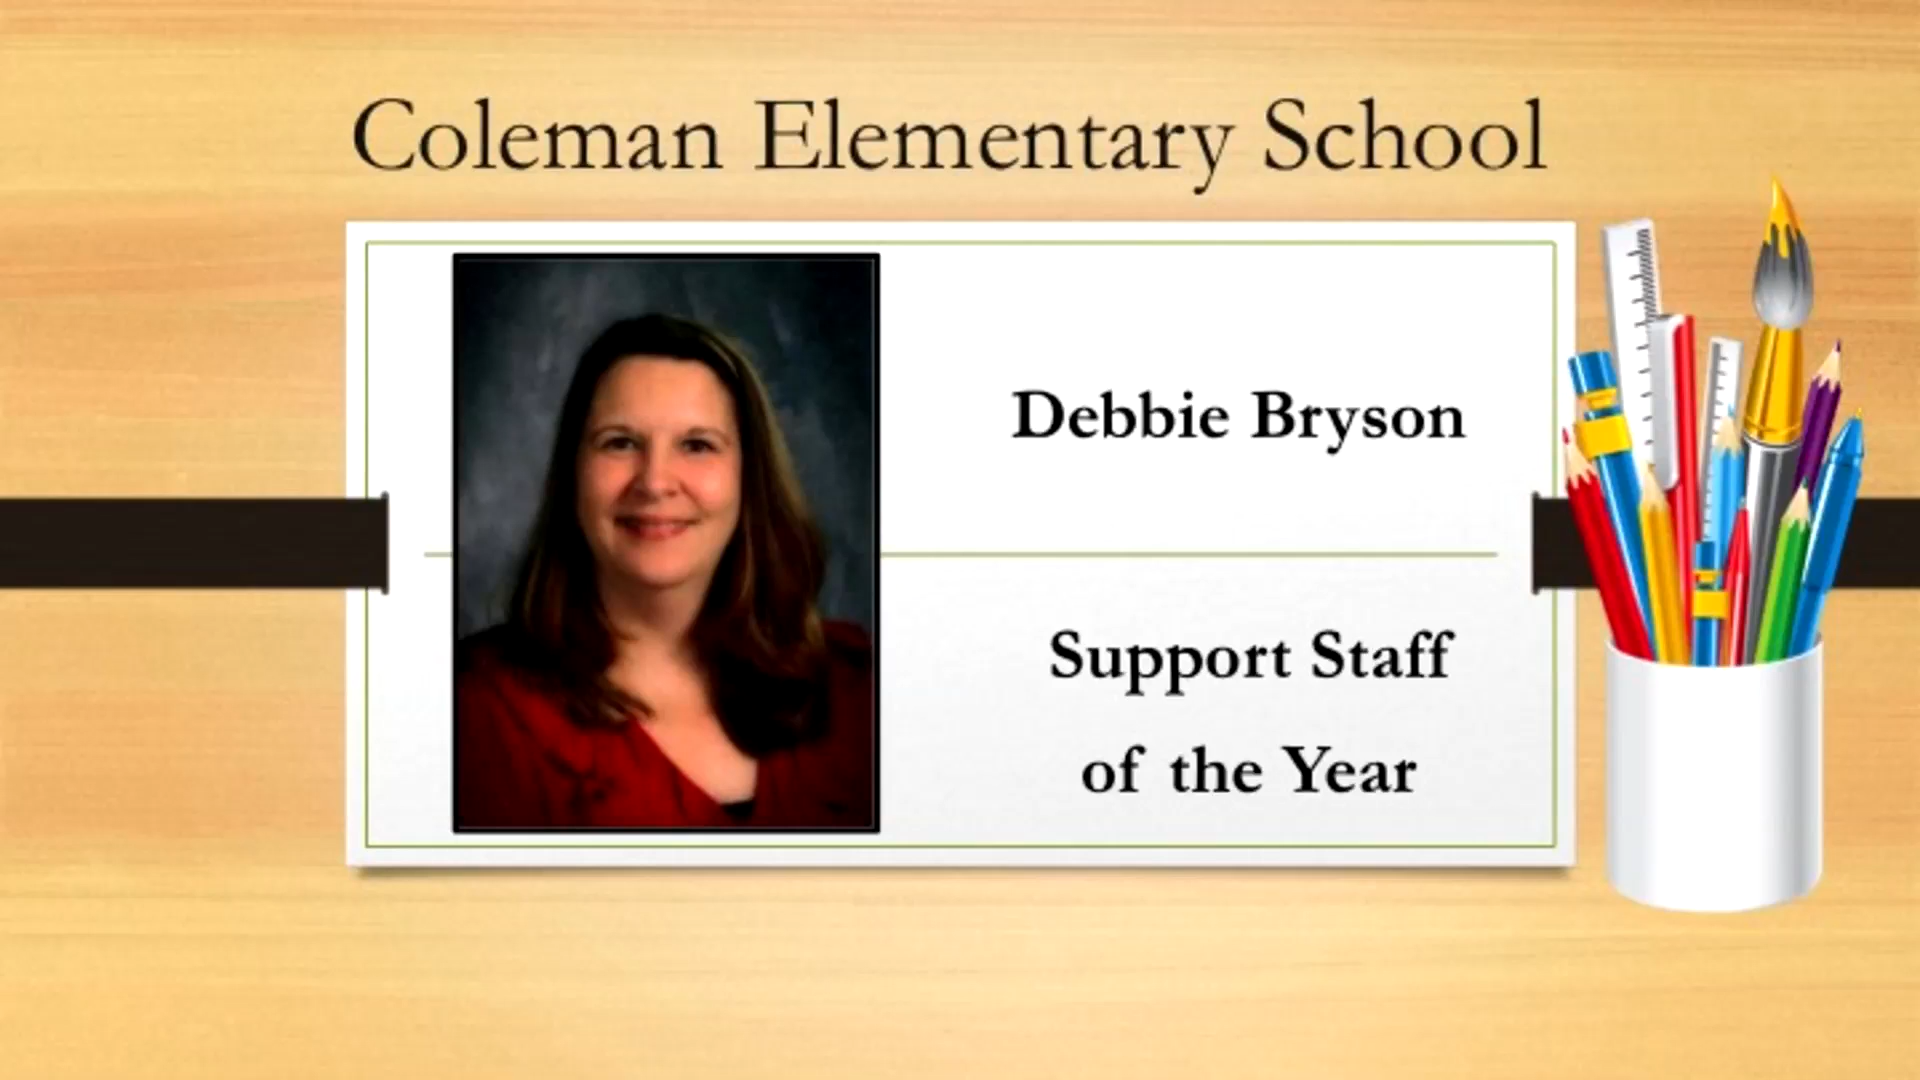 Coleman Elementary School
Debbie Bryson
Support Staff
of the Year